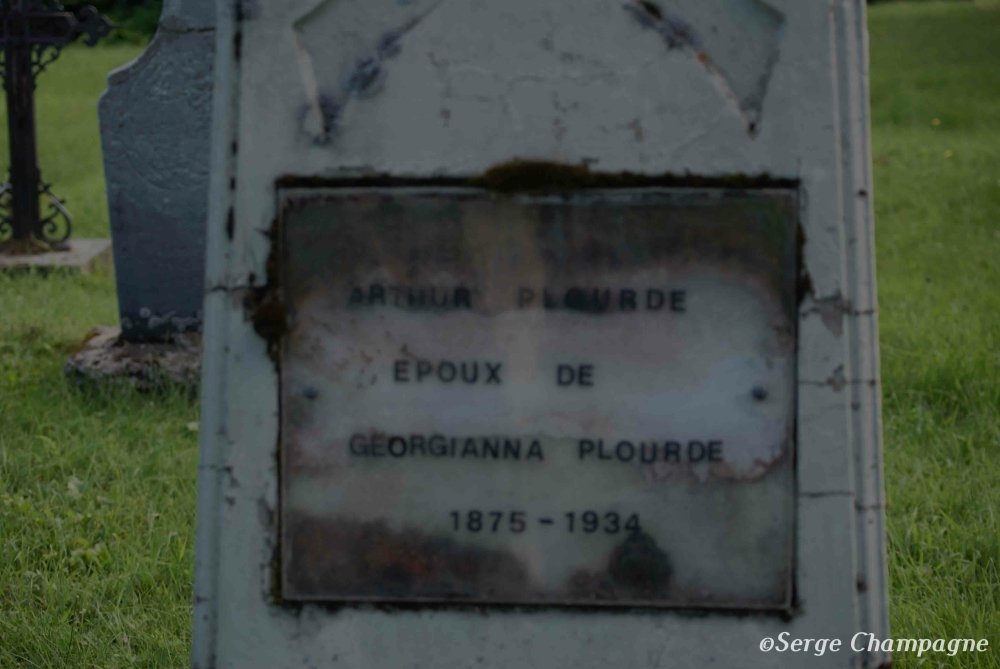 ARTHUR PLOURDE
EPOUX DE
GEORGIANNA PLOURDE
1875 - 1934
©Serge Champagne